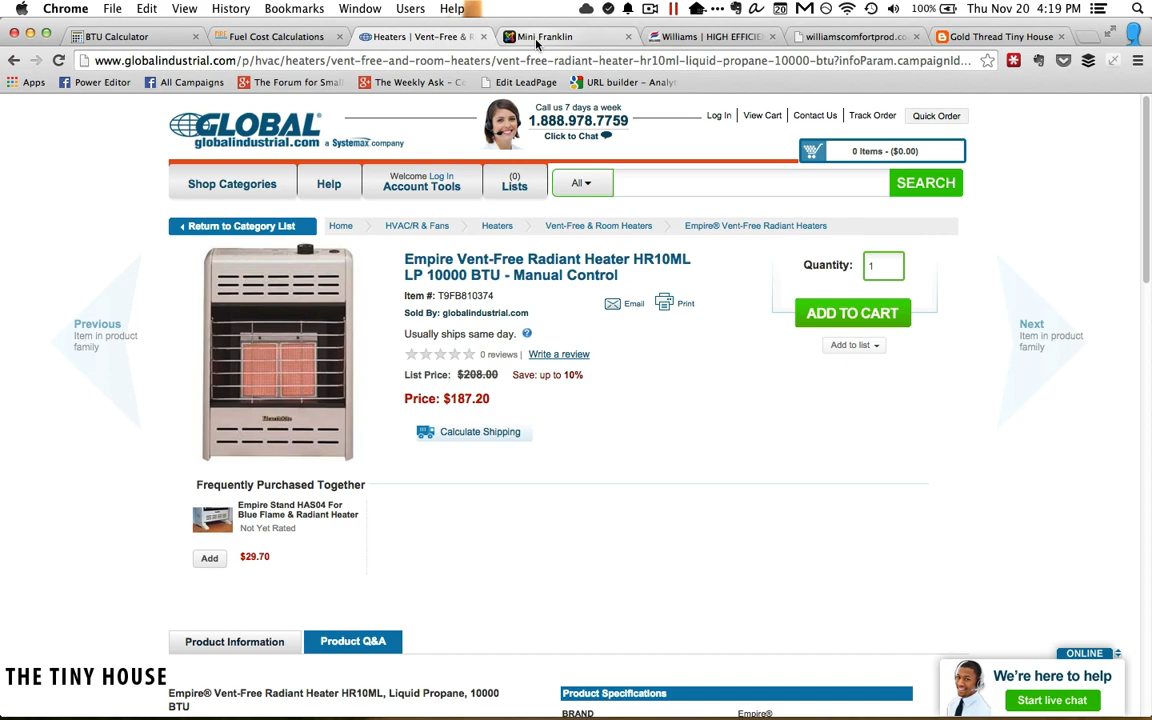 Chrome File Edit View History Bookmarks Window Users Help 20 100% Thu Nov 20 4:19 PM
BTU Calculator Fuel Cost Calculations Heaters | Vent-Free & R Mini Franklin Williams | HIGH EFFICIE williamscomfortprod.co Gold Thread Tiny House
www.globalindustrial.com/p/hvac/heaters/vent-free-and-room-heaters/vent-free-radiant-heater-hr10ml-liquid-propane-10000-btu?infoParam.campaignId...
Apps Power Editor All Campaigns The Forum for Small The Weekly Ask - Co Edit LeadPage URL builder - Analyt
GLOBAL
globalindustrial.com a Systemax company
Call us 7 days a week
1.888.978.7759
Click to Chat
Log In View Cart Contact Us Track Order Quick Order
0 Items - ($0.00)
Shop Categories Help Welcome Log In Account Tools (0) Lists All SEARCH
Return to Category List Home HVAC/R & Fans Heaters Vent-Free & Room Heaters Empire® Vent-Free Radiant Heaters
Previous
Item in product
family
Empire Vent-Free Radiant Heater HR10ML
LP 10000 BTU - Manual Control
Item #: T9FB810374
Email Print
Sold By: globalindustrial.com
Usually ships same day. ?
0 reviews | Write a review
List Price: $208.00 Save: up to 10%
Price: $187.20
Calculate Shipping
Quantity: 1
ADD TO CART
Add to list
Next
Item in product
family
Frequently Purchased Together
Empire Stand HAS04 For
Blue Flame & Radiant Heater
Not Yet Rated
Add $29.70
Product Information Product Q&A
THE TINY HOUSE
Empire® Vent-Free Radiant Heater HR10ML, Liquid Propane, 10000
BTU
Product Specifications
BRAND Empire®
ONLINE
We're here to help
Start live chat